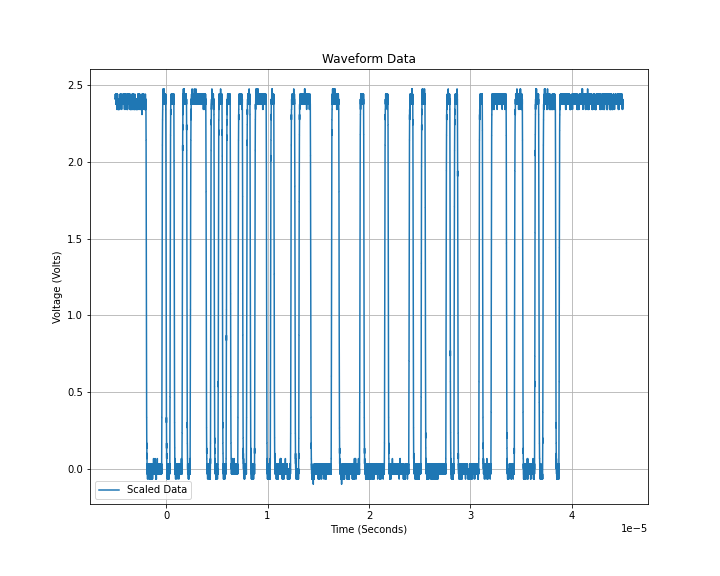 Waveform Data
Voltage (Volts)
2.5
2.0
1.5
1.0
0.5
0.0
Scaled Data
0 1 2 3 4
1e−5
Time (Seconds)